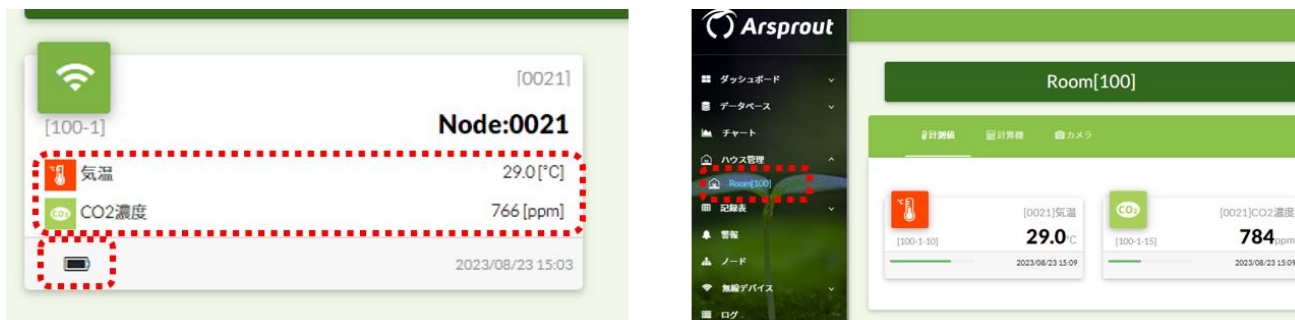 [0021]
[100-1]
Node:0021
気温
29.0 [°C]
CO2
CO2濃度
766 [ppm]
2023/08/23 15:03
Arsprout
ダッシュボード
データベース
チャート
ハウス管理
Room[100]
記録表
警報
ノード
無線デバイス
ログ
Room[100]
計測値
計算機
カメラ
°C
[0021]気温
[100-1-10]
29.0°C
2023/08/23 15:09
CO2
[0021]CO2濃度
[100-1-15]
784ppm
2023/08/23 15:09